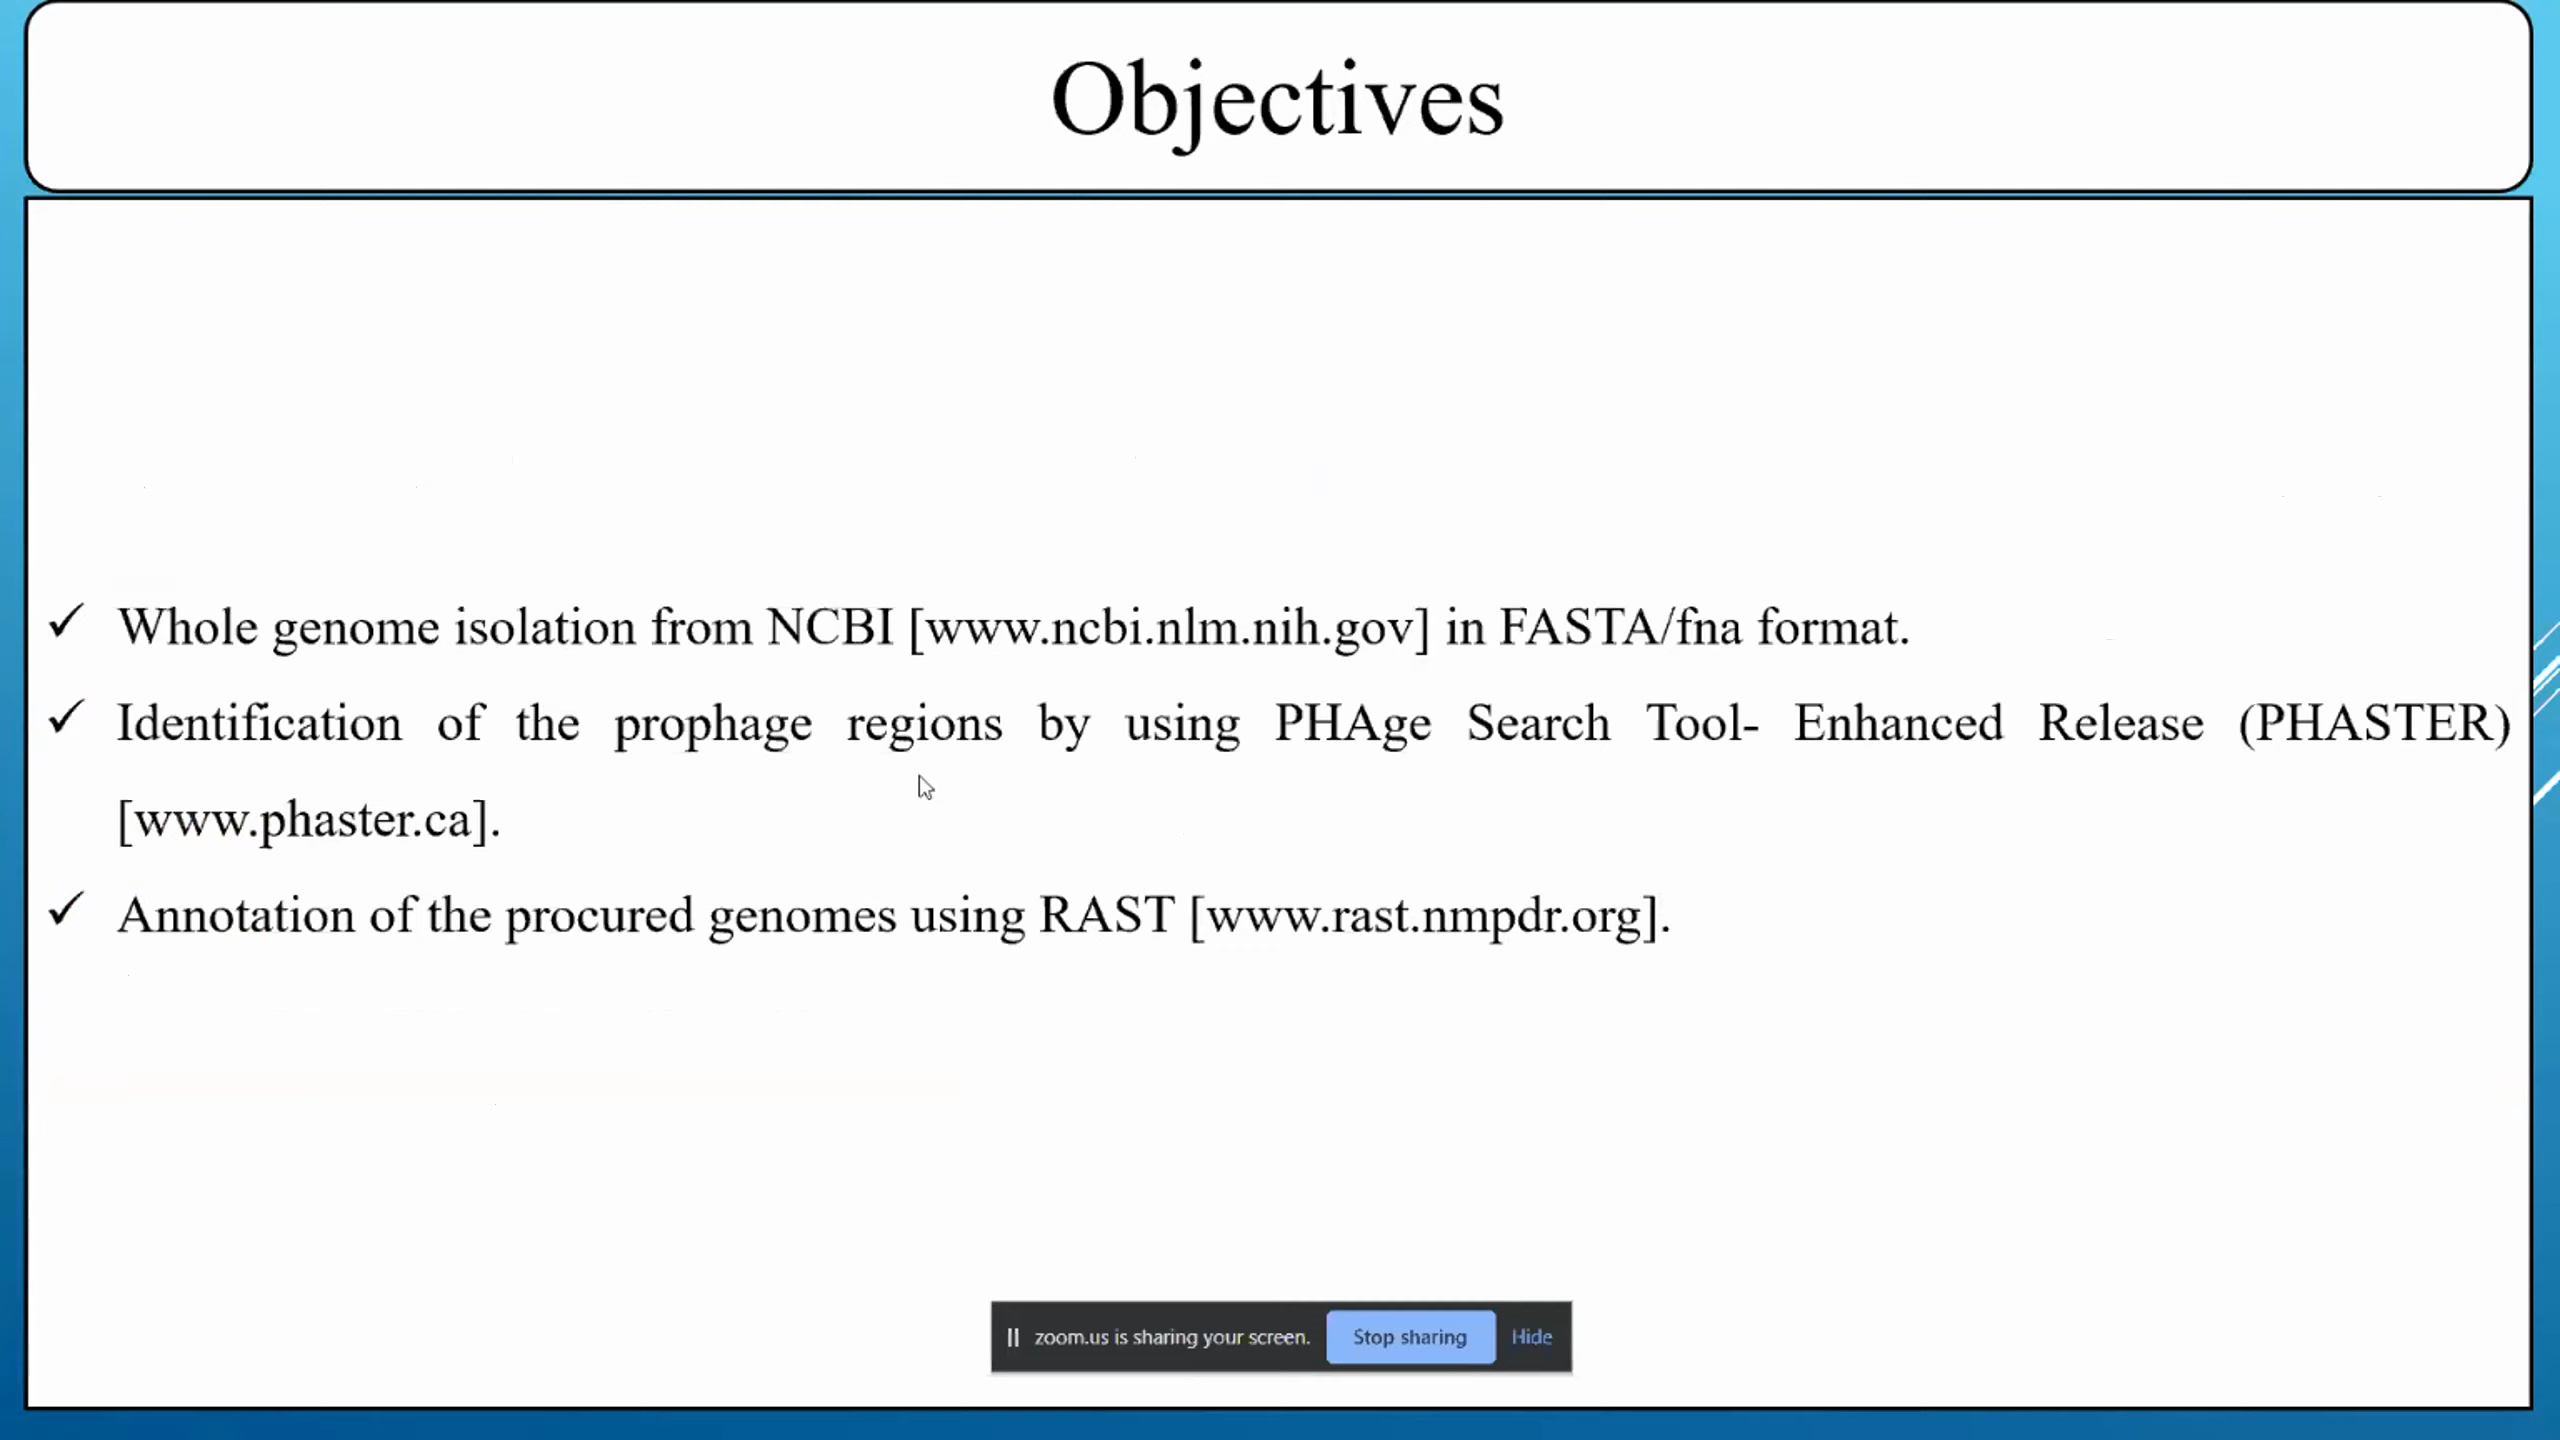 Objectives
✓ Whole genome isolation from NCBI [www.ncbi.nlm.nih.gov] in FASTA/fna format.
✓ Identification of the prophage regions by using PHAge Search Tool- Enhanced Release (PHASTER)
[www.phaster.ca].
✓ Annotation of the procured genomes using RAST [www.rast.nmpdr.org].
zoom.us is sharing your screen. Stop sharing Hide